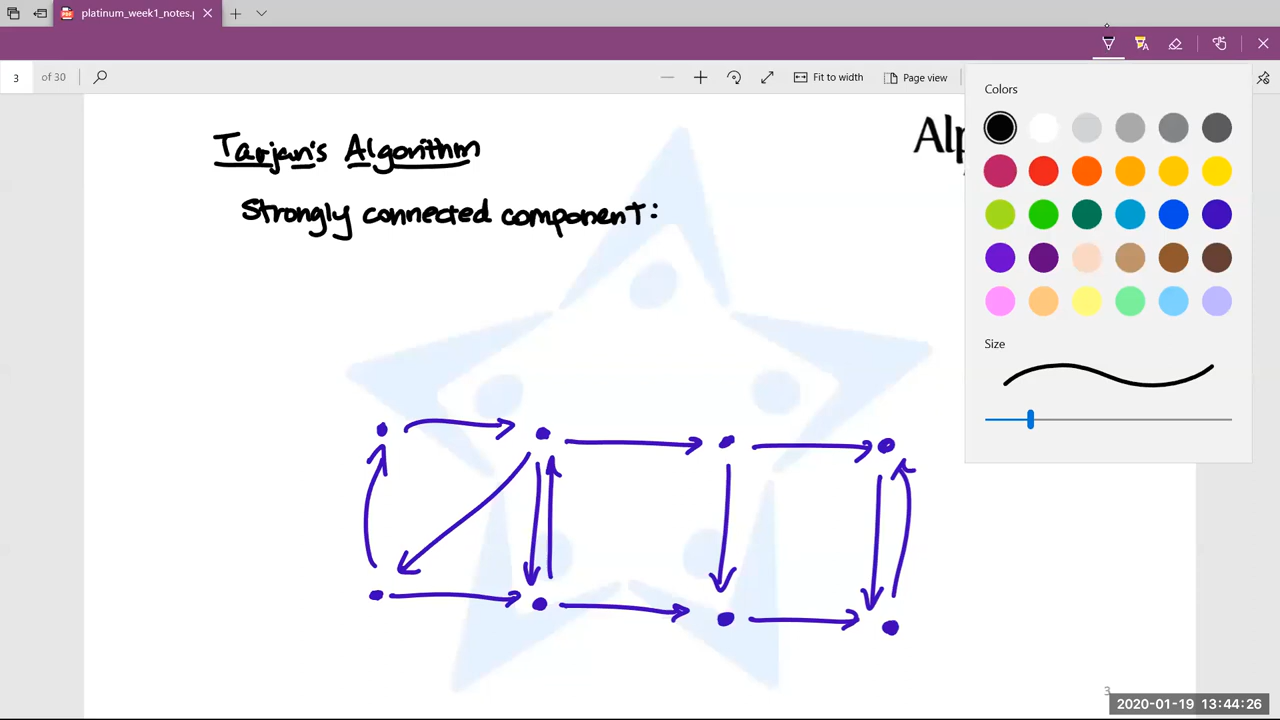 platinum_week1_notes.p
3 of 30 Fit to width Page view
Colors
Tarjan's Algorithm
Alp
Strongly connected component:
Size
3
2020-01-19 13:44:26